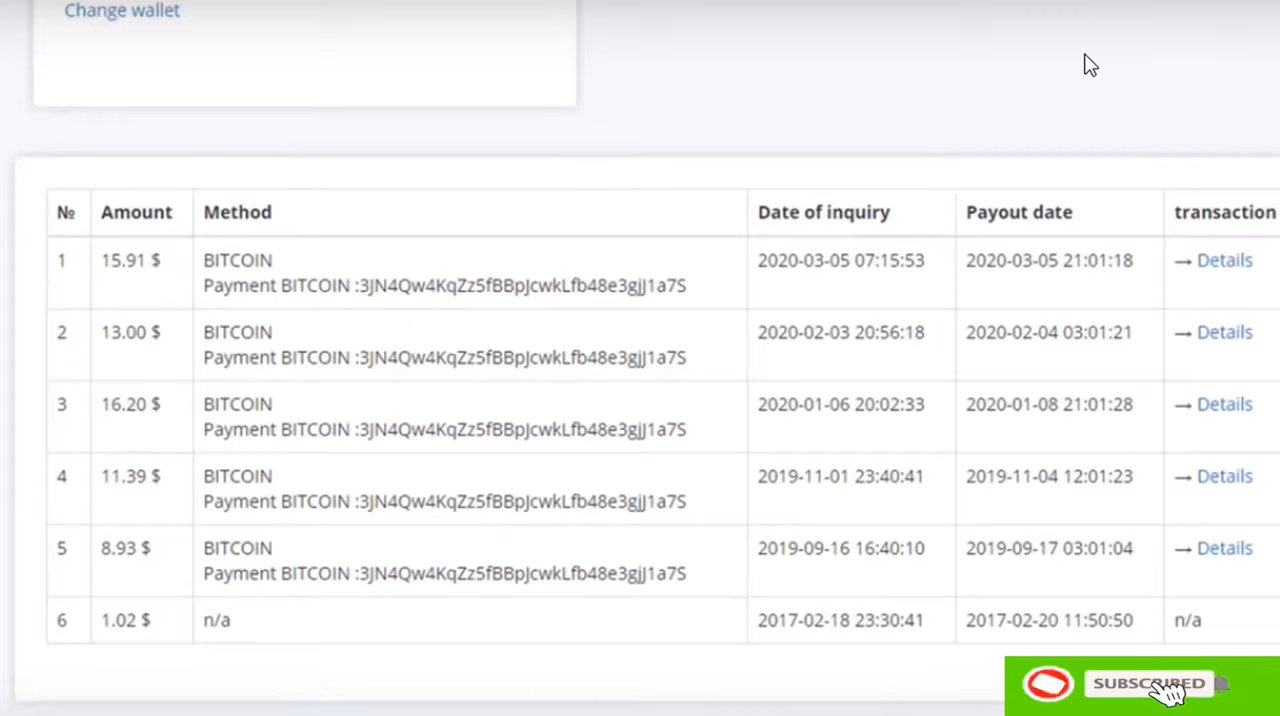 Change wallet
№ Amount Method Date of inquiry Payout date transaction
1 15.91 $ BITCOIN 2020-03-05 07:15:53 2020-03-05 21:01:18 → Details
Payment BITCOIN :3JN4Qw4KqZz5fBBpJcwkLfb48e3gjJ1a7S
2 13.00 $ BITCOIN 2020-02-03 20:56:18 2020-02-04 03:01:21 → Details
Payment BITCOIN :3JN4Qw4KqZz5fBBpJcwkLfb48e3gjJ1a7S
3 16.20 $ BITCOIN 2020-01-06 20:02:33 2020-01-08 21:01:28 → Details
Payment BITCOIN :3JN4Qw4KqZz5fBBpJcwkLfb48e3gjJ1a7S
4 11.39 $ BITCOIN 2019-11-01 23:40:41 2019-11-04 12:01:23 → Details
Payment BITCOIN :3JN4Qw4KqZz5fBBpJcwkLfb48e3gjJ1a7S
5 8.93 $ BITCOIN 2019-09-16 16:40:10 2019-09-17 03:01:04 → Details
Payment BITCOIN :3JN4Qw4KqZz5fBBpJcwkLfb48e3gjJ1a7S
6 1.02 $ n/a 2017-02-18 23:30:41 2017-02-20 11:50:50 n/a
SUBSCRIBED